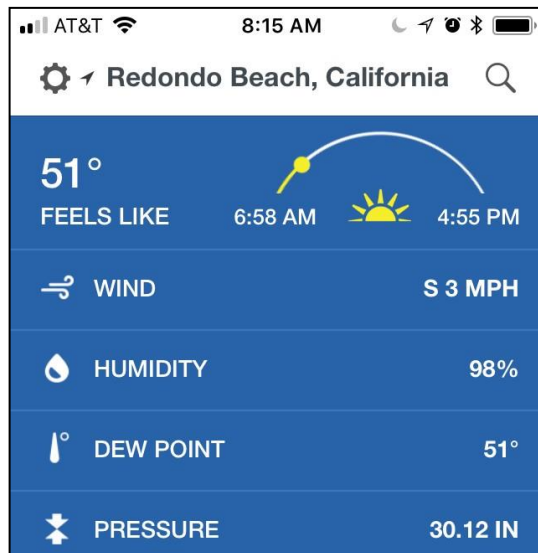 AT&T 8:15 AM
Redondo Beach, California
51°
FEELS LIKE 6:58 AM 4:55 PM
WIND S 3 MPH
HUMIDITY 98%
DEW POINT 51°
PRESSURE 30.12 IN